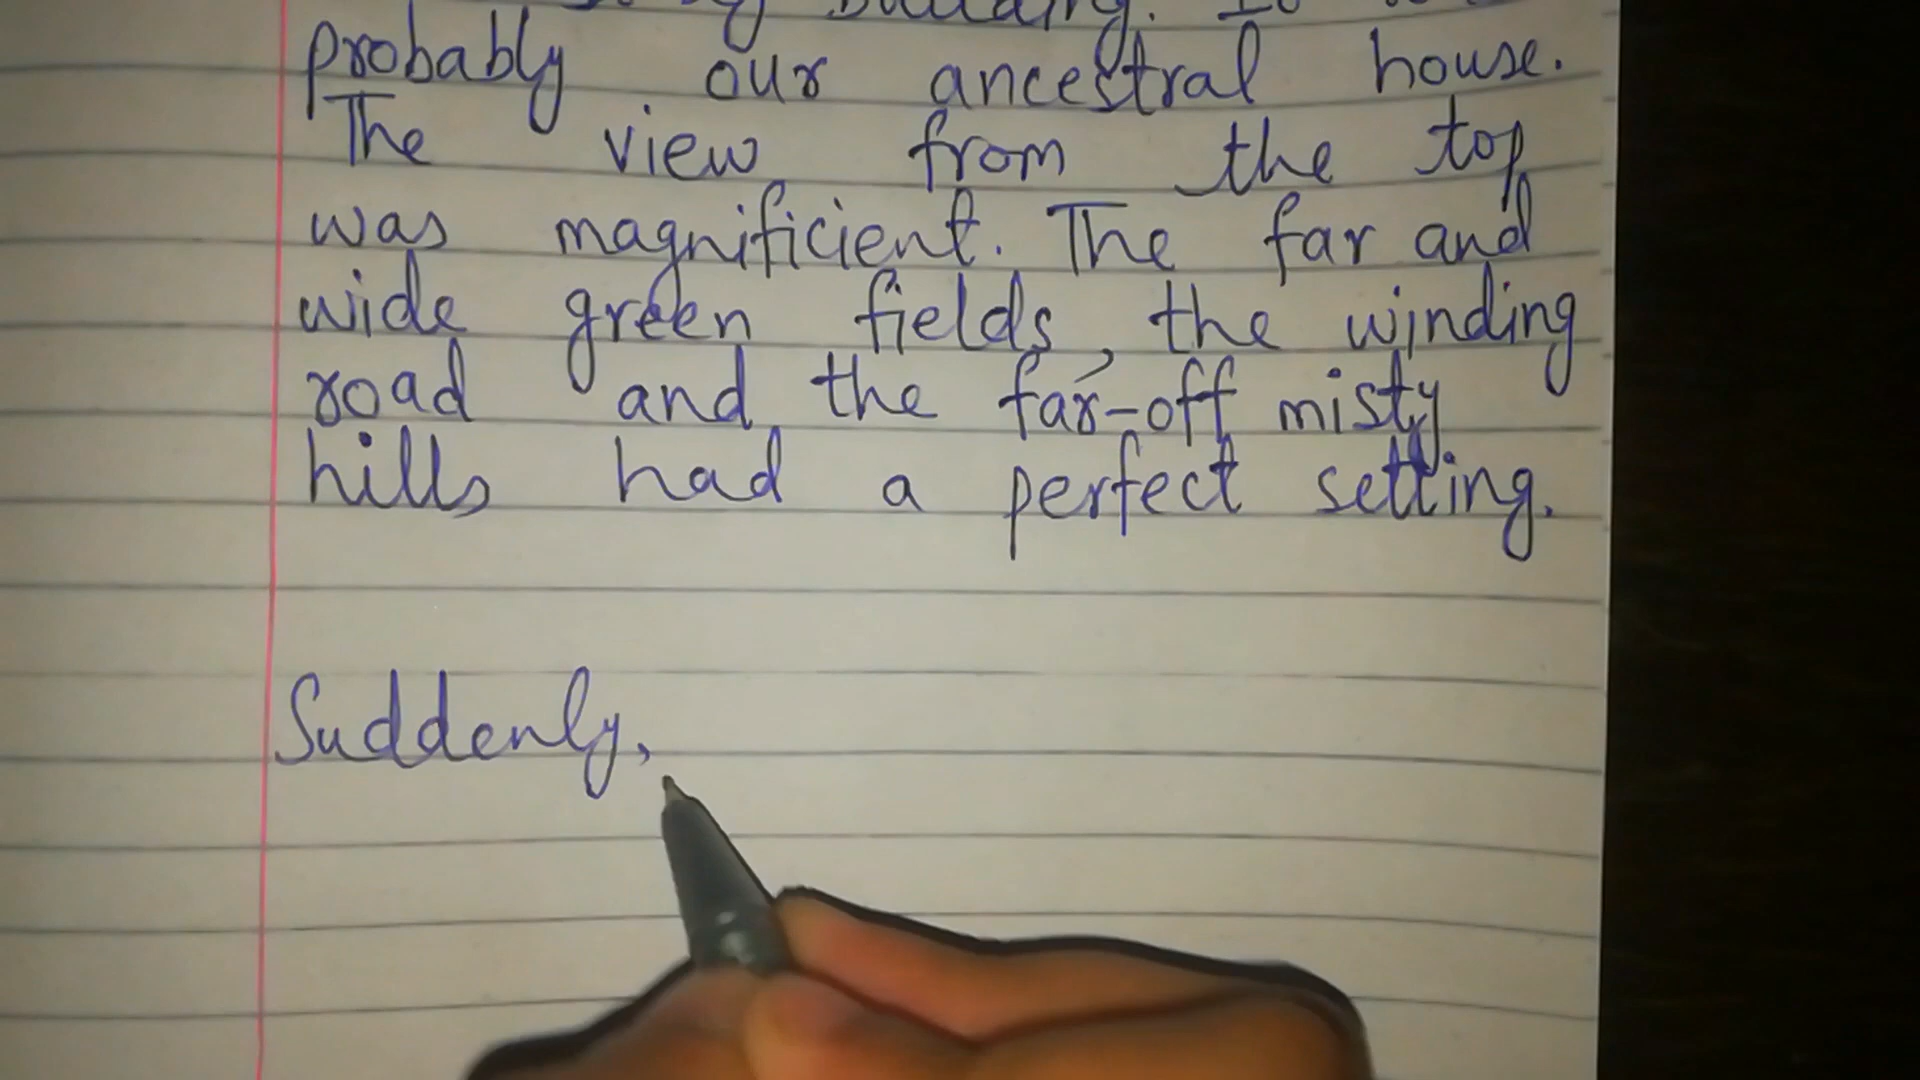 building.
probably our ancestral house.
The view from the top
was magnificient. The far and
wide green fields, the winding
road and the far-off misty
hills had a perfect setting.
Suddenly,